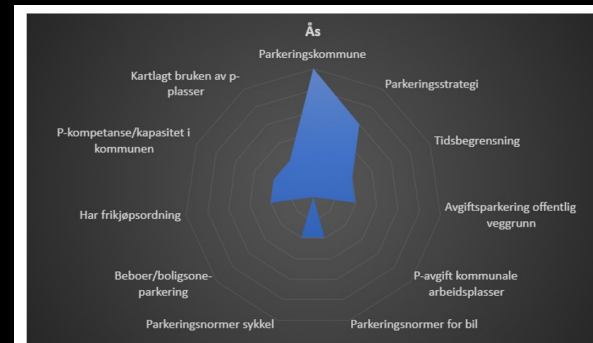 Ås
Parkeringskommune
Parkeringsstrategi
Tidsbegrensning
Avgiftsparkering offentlig
veggrunn
P-avgift kommunale
arbeidsplasser
Parkeringsnormer for bil
Parkeringsnormer sykkel
Beboer/boligsone-
parkering
Har frikjøpsordning
P-kompetanse/kapasitet i
kommunen
Kartlagt bruken av p-
plasser